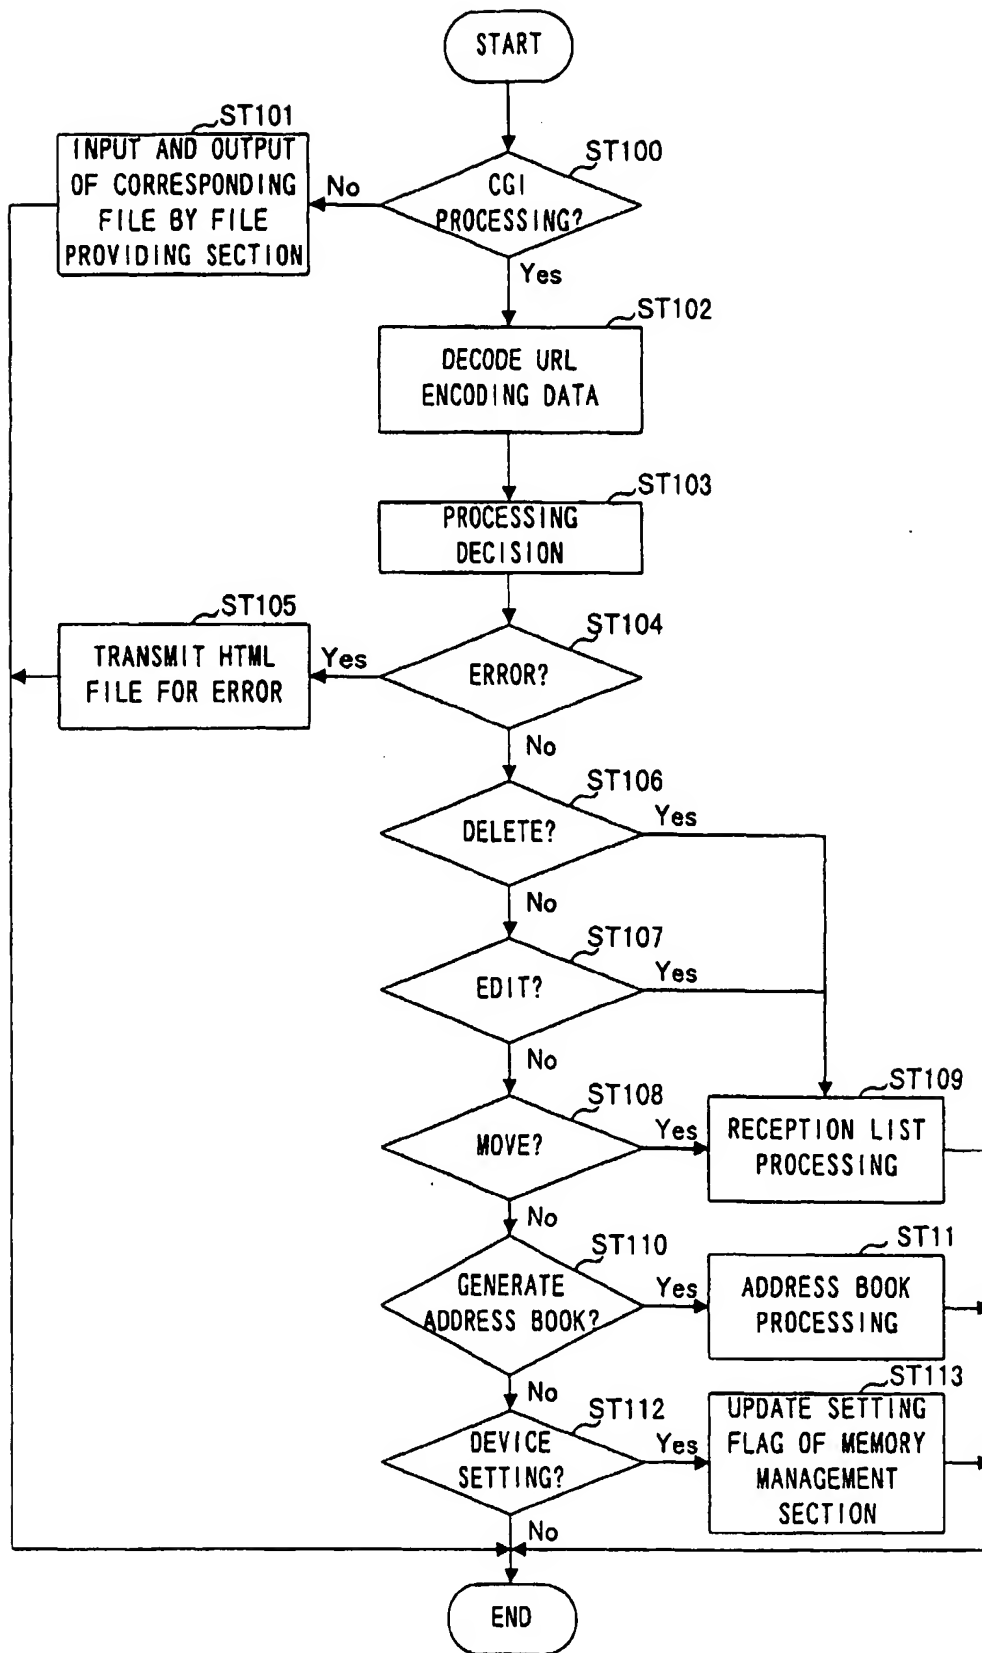 START
ST101
INPUT AND OUTPUT
OF CORRESPONDING
FILE BY FILE
PROVIDING SECTION
No
ST100
CGI
PROCESSING?
Yes
ST102
DECODE URL
ENCODING DATA
ST103
PROCESSING
DECISION
ST105
TRANSMIT HTML
FILE FOR ERROR
Yes
ST104
ERROR?
No
ST106
DELETE?
Yes
No
ST107
EDIT?
Yes
No
ST108
MOVE?
Yes
ST109
RECEPTION LIST
PROCESSING
No
ST110
GENERATE
ADDRESS BOOK?
Yes
ST11
ADDRESS BOOK
PROCESSING
No
ST112
DEVICE
SETTING?
Yes
ST113
UPDATE SETTING
FLAG OF MEMORY
MANAGEMENT
SECTION
No
END